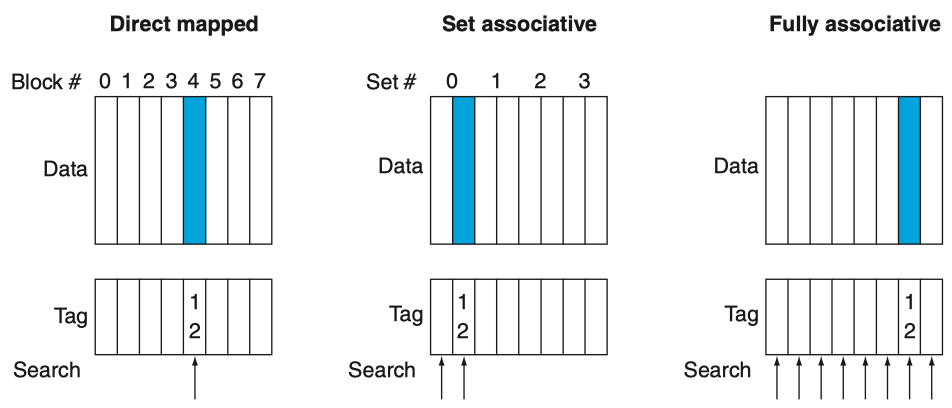 Direct mapped
Block # 0 1 2 3 4 5 6 7
Data
Tag
1
2
Search
Set associative
Set # 0 1 2 3
Data
Tag
1
2
Search
Fully associative
Data
Tag
1
2
Search